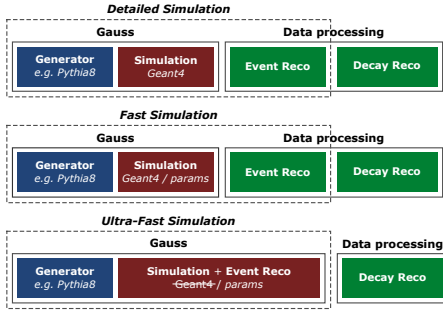 Detailed Simulation
Gauss Data processing
Generator Simulation Event Reco Decay Reco
e.g. Pythia8 Geant4
Fast Simulation
Gauss Data processing
Generator Simulation Event Reco Decay Reco
e.g. Pythia8 Geant4 / params
Ultra-Fast Simulation
Gauss Data processing
Generator Simulation + Event Reco Decay Reco
e.g. Pythia8 Geant4 / params